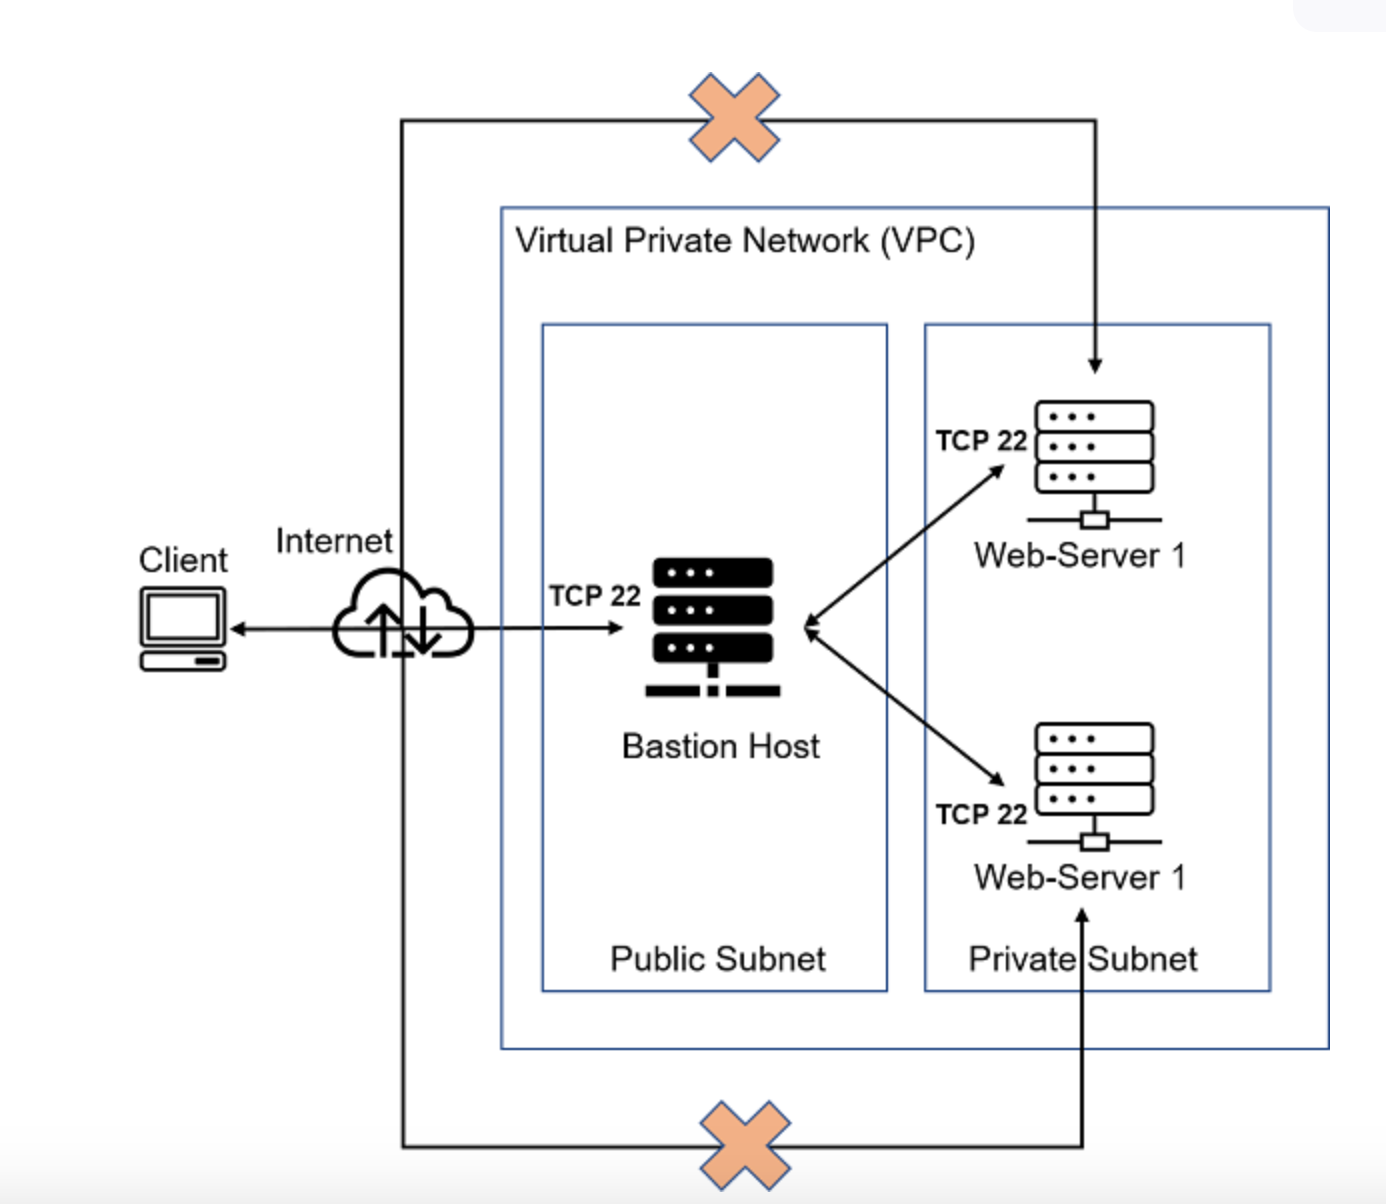 Virtual Private Network (VPC)
Client
Internet
TCP 22
Bastion Host
Public Subnet
TCP 22
Web-Server 1
TCP 22
Web-Server 1
Private Subnet